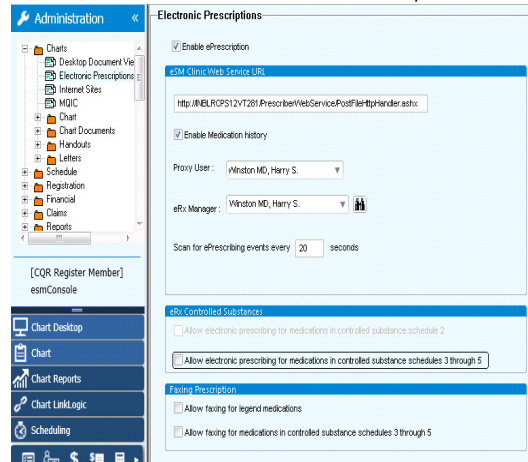 Administration «
Charts
Desktop Document Vie
Electronic Prescriptions
Internet Sites
MQIC
Chart
Chart Documents
Handouts
Letters
Schedule
Registration
Financial
Claims
Reports
[CQR Register Member]
esmConsole
Chart Desktop
Chart
Chart Reports
Chart LinkLogic
Scheduling
Electronic Prescriptions
Enable ePrescription
eSM Clinic Web Service URL
http://INBLRCPS12VT281/PrescriberWebService/PostFileHttpHandler.ashx
Enable Medication history
Proxy User : Winston MD, Harry S.
eRx Manager : Winston MD, Harry S.
Scan for ePrescribing events every 20 seconds
eRx Controlled Substances
Allow electronic prescribing for medications in controlled substance schedule 2
Allow electronic prescribing for medications in controlled substance schedules 3 through 5
Faxing Prescription
Allow faxing for legend medications
Allow faxing for medications in controlled substance schedules 3 through 5